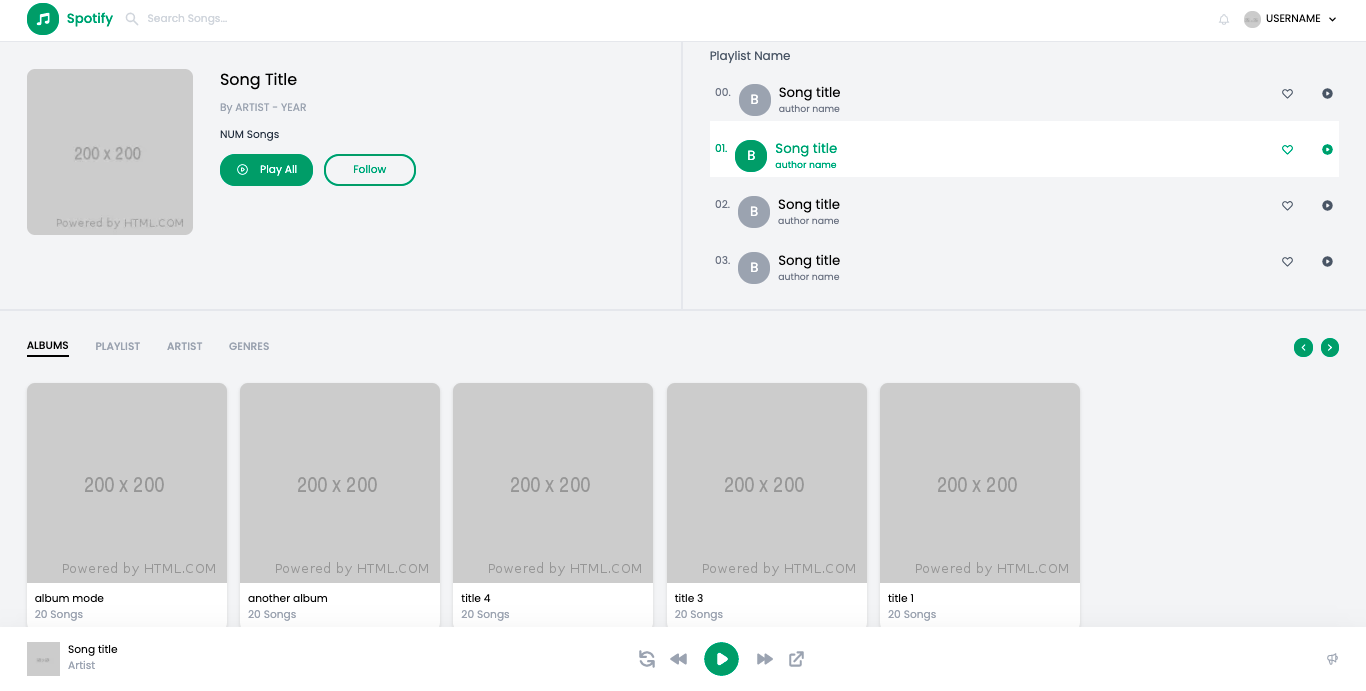 Spotify
Search Songs...
USERNAME
200 x 200
Powered by HTML.COM
Song Title
By ARTIST - YEAR
NUM Songs
Play All
Follow
Playlist Name
00.
B
Song title
author name
01.
B
Song title
author name
02.
B
Song title
author name
03.
B
Song title
author name
ALBUMS
PLAYLIST
ARTIST
GENRES
200 x 200
Powered by HTML.COM
album mode
20 Songs
200 x 200
Powered by HTML.COM
another album
20 Songs
200 x 200
Powered by HTML.COM
title 4
20 Songs
200 x 200
Powered by HTML.COM
title 3
20 Songs
200 x 200
Powered by HTML.COM
title 1
20 Songs
Song title
Artist